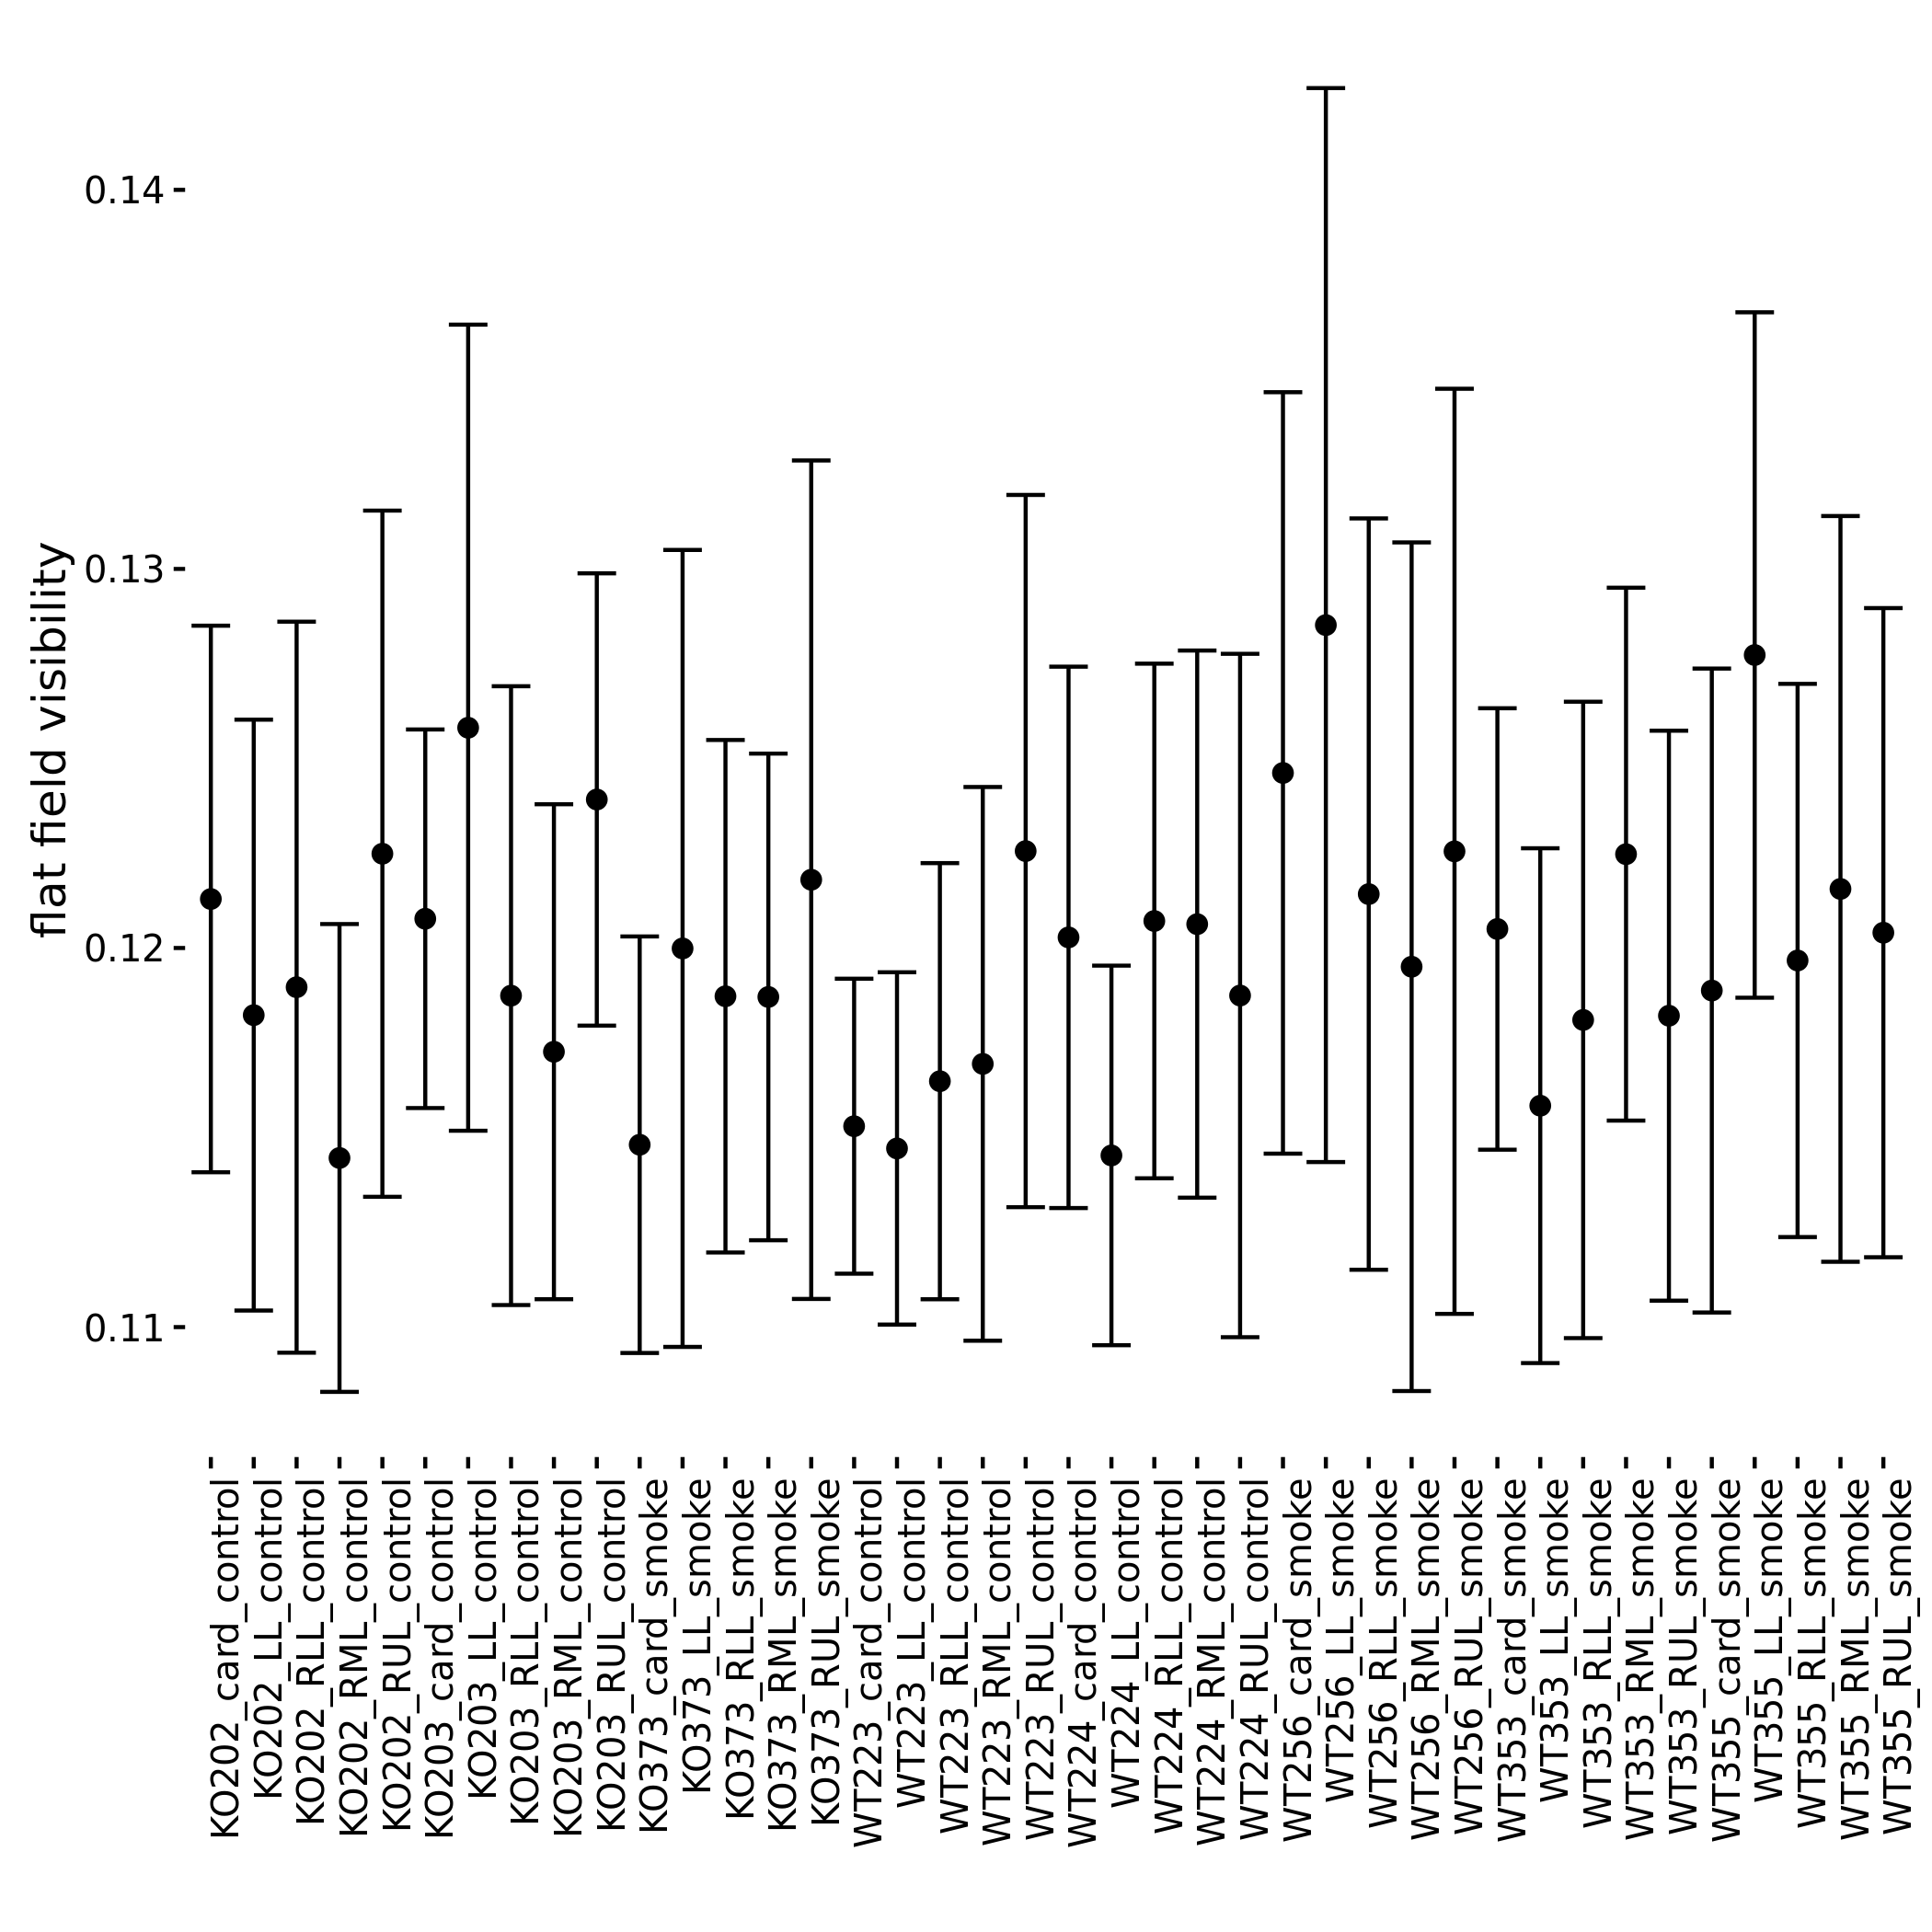 0.14
0.13
0.12
0.11
flat field visibility
KO202_card_control
KO202_LL_control
KO202_RLL_control
KO202_RML_control
KO202_RUL_control
KO203_card_control
KO203_LL_control
KO203_RLL_control
KO203_RML_control
KO203_RUL_control
KO373_card_smoke
KO373_LL_smoke
KO373_RLL_smoke
KO373_RML_smoke
KO373_RUL_smoke
WT223_card_control
WT223_LL_control
WT223_RLL_control
WT223_RML_control
WT223_RUL_control
WT224_card_control
WT224_LL_control
WT224_RLL_control
WT224_RML_control
WT224_RUL_control
WT256_card_smoke
WT256_LL_smoke
WT256_RLL_smoke
WT256_RML_smoke
WT256_RUL_smoke
WT353_card_smoke
WT353_LL_smoke
WT353_RLL_smoke
WT353_RML_smoke
WT353_RUL_smoke
WT355_card_smoke
WT355_LL_smoke
WT355_RLL_smoke
WT355_RML_smoke
WT355_RUL_smoke